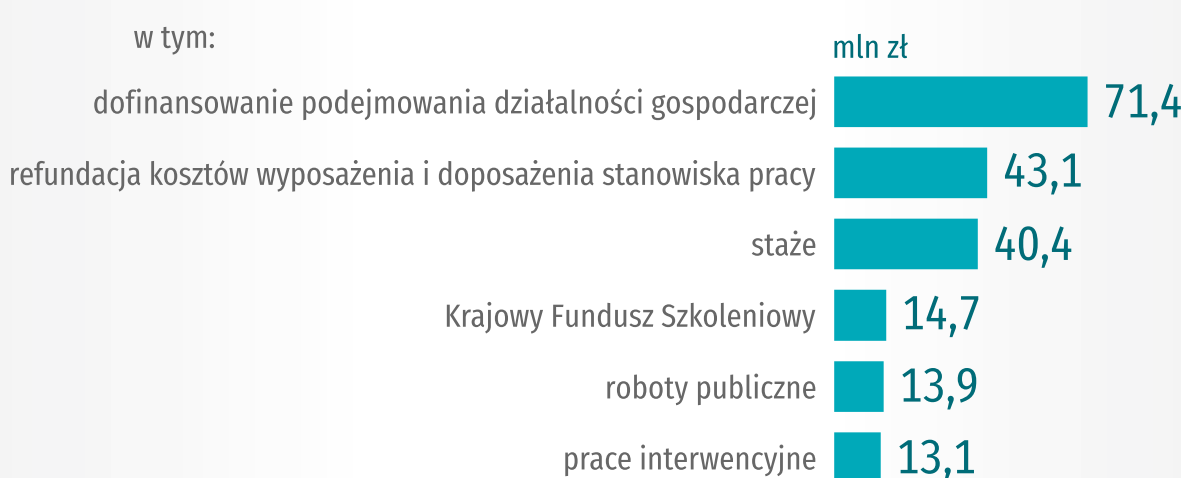 w tym:
mln zł
dofinansowanie podejmowania działalności gospodarczej 71,4
refundacja kosztów wyposażenia i doposażenia stanowiska pracy 43,1
staże 40,4
Krajowy Fundusz Szkoleniowy 14,7
roboty publiczne 13,9
prace interwencyjne 13,1